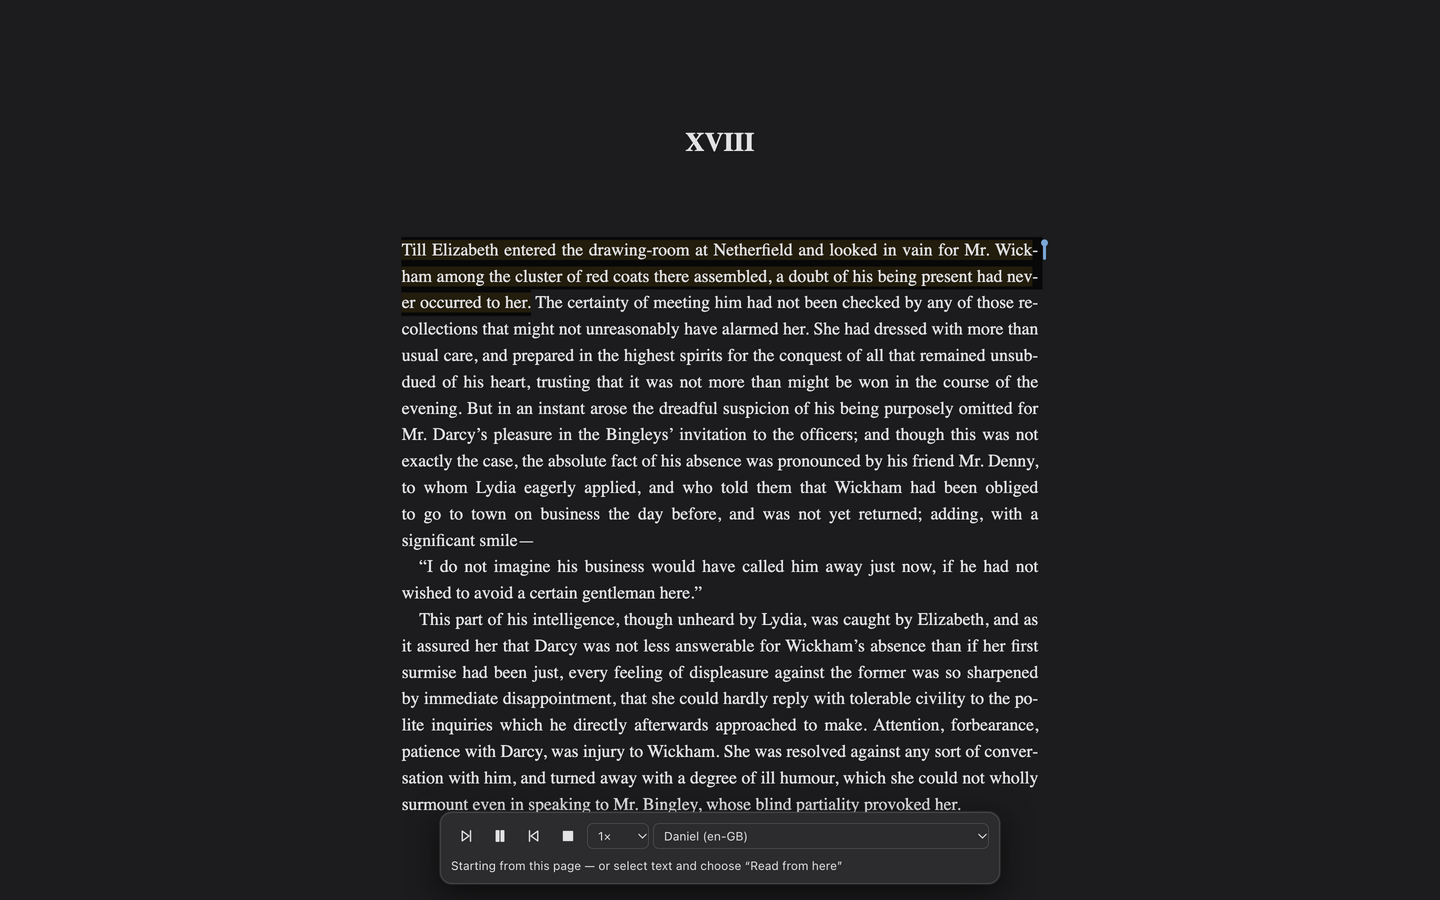 XVIII
Till Elizabeth entered the drawing-room at Netherfield and looked in vain for Mr. Wick-
ham among the cluster of red coats there assembled, a doubt of his being present had nev-
er occurred to her. The certainty of meeting him had not been checked by any of those re-
collections that might not unreasonably have alarmed her. She had dressed with more than
usual care, and prepared in the highest spirits for the conquest of all that remained unsub-
dued of his heart, trusting that it was not more than might be won in the course of the
evening. But in an instant arose the dreadful suspicion of his being purposely omitted for
Mr. Darcy’s pleasure in the Bingleys’ invitation to the officers; and though this was not
exactly the case, the absolute fact of his absence was pronounced by his friend Mr. Denny,
to whom Lydia eagerly applied, and who told them that Wickham had been obliged
to go to town on business the day before, and was not yet returned; adding, with a
significant smile—
“I do not imagine his business would have called him away just now, if he had not
wished to avoid a certain gentleman here.”
This part of his intelligence, though unheard by Lydia, was caught by Elizabeth, and as
it assured her that Darcy was not less answerable for Wickham’s absence than if her first
surmise had been just, every feeling of displeasure against the former was so sharpened
by immediate disappointment, that she could hardly reply with tolerable civility to the po-
lite inquiries which he directly afterwards approached to make. Attention, forbearance,
patience with Darcy, was injury to Wickham. She was resolved against any sort of conver-
sation with him, and turned away with a degree of ill humour, which she could not wholly
surmount even in speaking to Mr. Bingley, whose blind partiality provoked her.
1× Daniel (en-GB)
Starting from this page — or select text and choose “Read from here”